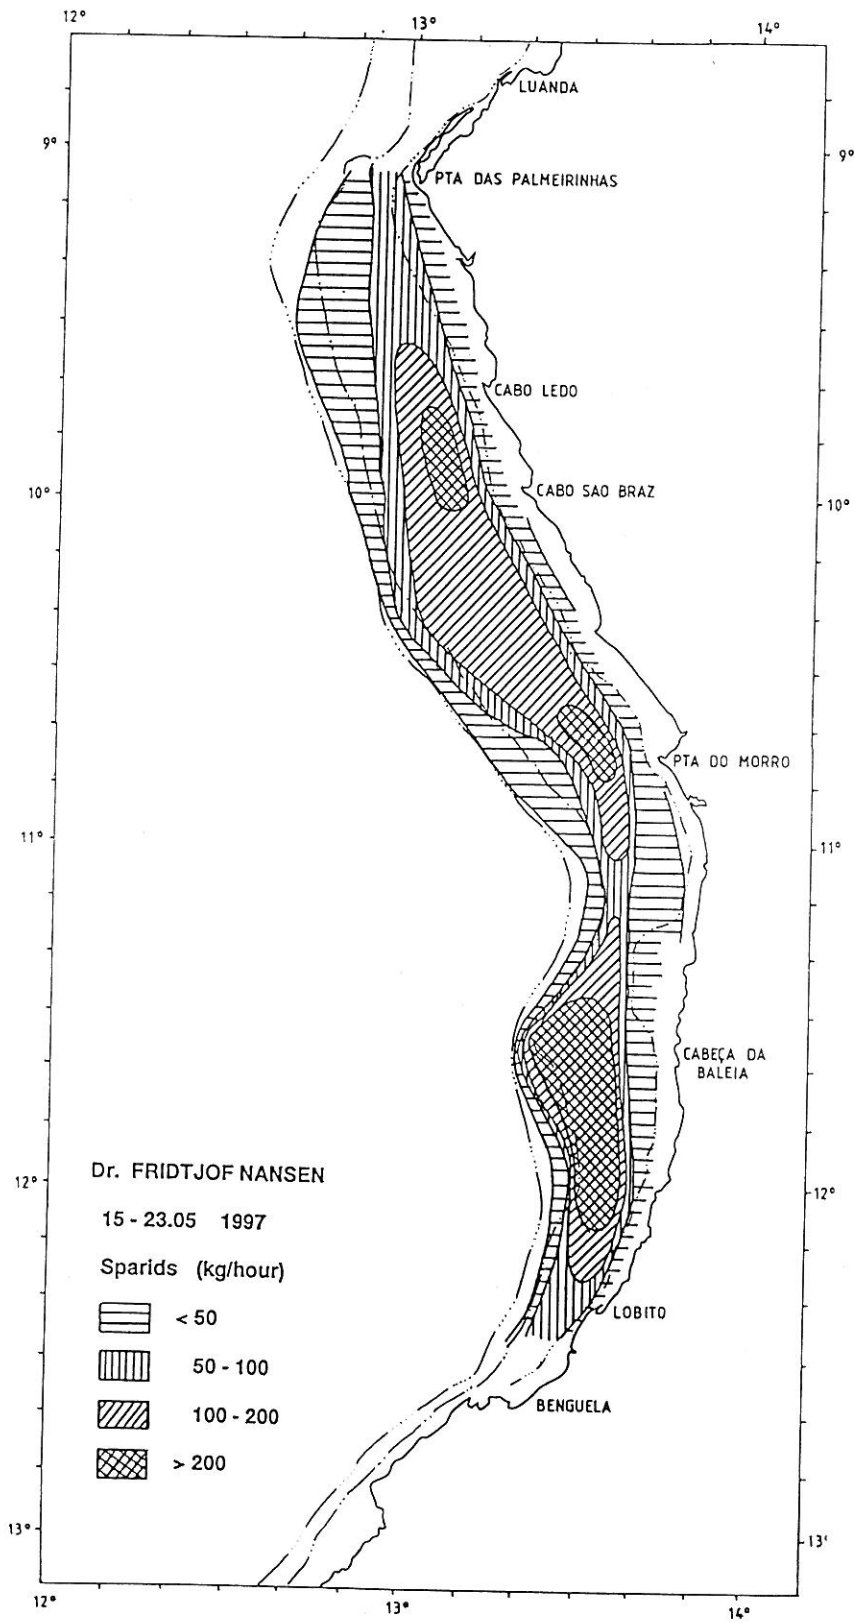 12° 13° 14°
LUANDA
9° 9°
PTA DAS PALMEIRINHAS
CABO LEDO
10° CABO SAO BRAZ 10°
PTA DO MORRO
11° 11°
CABEÇA DA
BALEIA
Dr. FRIDTJOF NANSEN
12° 12°
15 - 23.05 1997
Sparids (kg/hour)
< 50
LOBITO
50 - 100
BENGUELA
100 - 200
> 200
13° 13°
12° 13° 14°